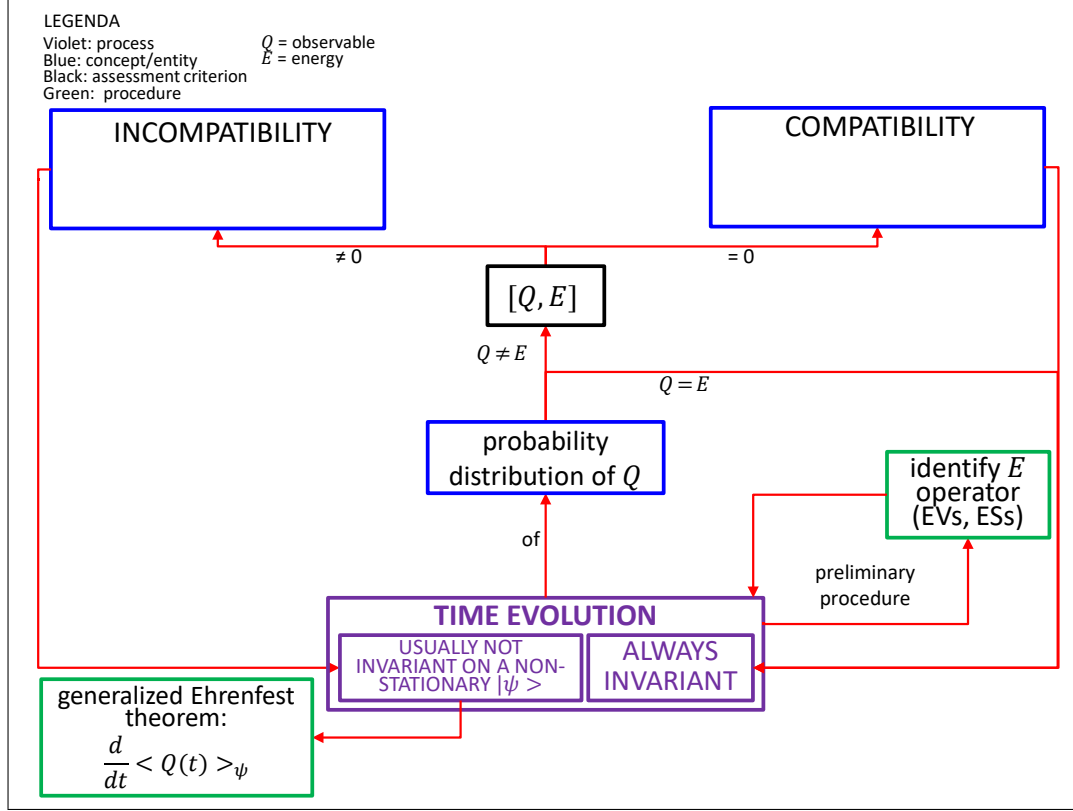 LEGENDA
Violet: process
Blue: concept/entity
Black: assessment criterion
Green: procedure
Q = observable
E = energy
INCOMPATIBILITY
COMPATIBILITY
≠ 0
= 0
[Q, E]
Q ≠ E
Q = E
probability
distribution of Q
identify E
operator
(EVs, ESs)
of
preliminary
procedure
TIME EVOLUTION
USUALLY NOT
INVARIANT ON A NON-
STATIONARY |ψ >
ALWAYS
INVARIANT
generalized Ehrenfest
theorem:
d/dt < Q(t) >ψ